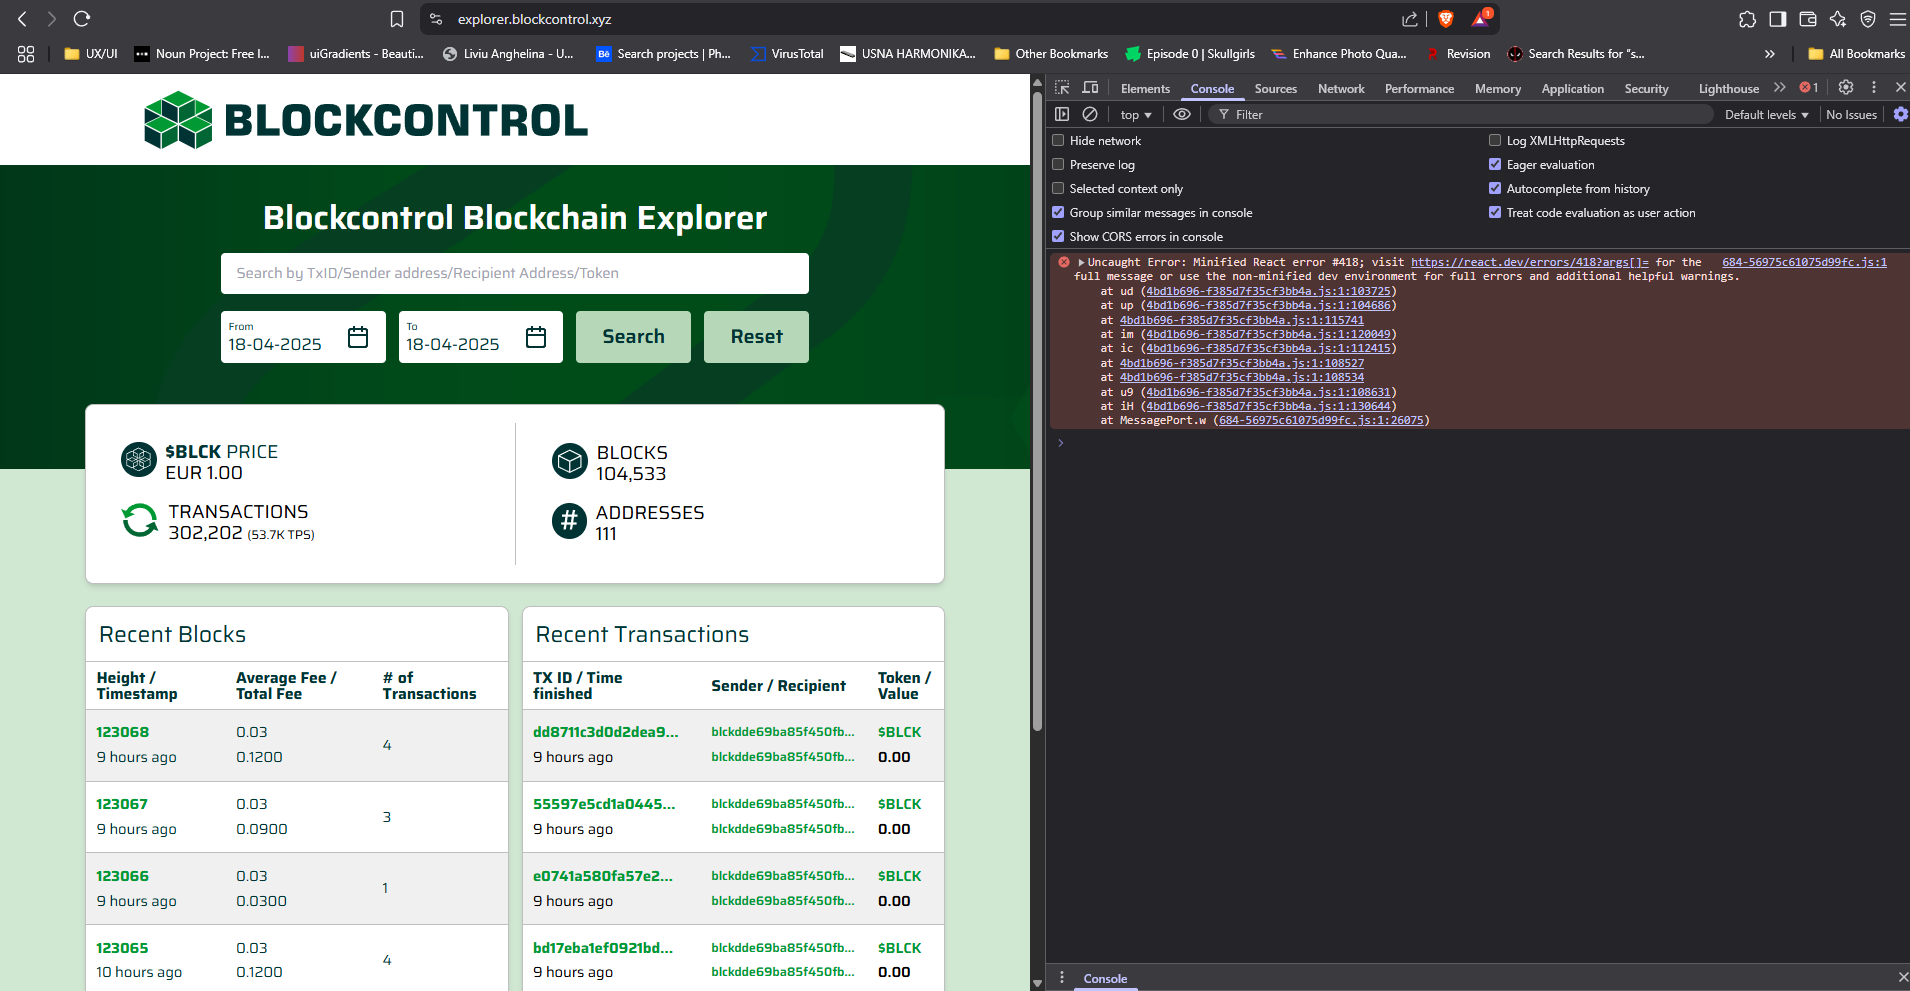 explorer.blockcontrol.xyz
1
UX/UI
Noun Project: Free I...
uiGradients - Beauti...
Liviu Anghelina - U...
Bē
Search projects | Ph...
VirusTotal
USNA HARMONIKA...
Other Bookmarks
Episode 0 | Skullgirls
Enhance Photo Qua...
Revision
Search Results for "s...
All Bookmarks
BLOCKCONTROL
Blockcontrol Blockchain Explorer
Search by TxID/Sender address/Recipient Address/Token
From
18-04-2025
To
18-04-2025
Search
Reset
$BLCK PRICE
EUR 1.00
BLOCKS
104,533
TRANSACTIONS
302,202 (53.7K TPS)
#
ADDRESSES
111
Recent Blocks
Height /
Timestamp
Average Fee /
Total Fee
# of
Transactions
123068
9 hours ago
0.03
0.1200
4
123067
9 hours ago
0.03
0.0900
3
123066
9 hours ago
0.03
0.0300
1
123065
10 hours ago
0.03
0.1200
4
Recent Transactions
TX ID / Time
finished
Sender / Recipient
Token /
Value
dd8711c3d0d2dea9...
9 hours ago
blckdde69ba85f450fb...
blckdde69ba85f450fb...
$BLCK
0.00
55597e5cd1a0445...
9 hours ago
blckdde69ba85f450fb...
blckdde69ba85f450fb...
$BLCK
0.00
e0741a580fa57e2...
9 hours ago
blckdde69ba85f450fb...
blckdde69ba85f450fb...
$BLCK
0.00
bd17eba1ef0921bd...
9 hours ago
blckdde69ba85f450fb...
blckdde69ba85f450fb...
$BLCK
0.00
Elements
Console
Sources
Network
Performance
Memory
Application
Security
Lighthouse
1
top
Filter
Default levels
No Issues
Hide network
Log XMLHttpRequests
Preserve log
Eager evaluation
Selected context only
Autocomplete from history
Group similar messages in console
Treat code evaluation as user action
Show CORS errors in console
Uncaught Error: Minified React error #418; visit https://react.dev/errors/418?args[]= for the 684-56975c61075d99fc.js:1
full message or use the non-minified dev environment for full errors and additional helpful warnings.
at ud (4bd1b696-f385d7f35cf3bb4a.js:1:103725)
at up (4bd1b696-f385d7f35cf3bb4a.js:1:104686)
at 4bd1b696-f385d7f35cf3bb4a.js:1:115741
at im (4bd1b696-f385d7f35cf3bb4a.js:1:120049)
at ic (4bd1b696-f385d7f35cf3bb4a.js:1:112415)
at 4bd1b696-f385d7f35cf3bb4a.js:1:108527
at 4bd1b696-f385d7f35cf3bb4a.js:1:108534
at u9 (4bd1b696-f385d7f35cf3bb4a.js:1:108631)
at iH (4bd1b696-f385d7f35cf3bb4a.js:1:130644)
at MessagePort.w (684-56975c61075d99fc.js:1:26075)
Console